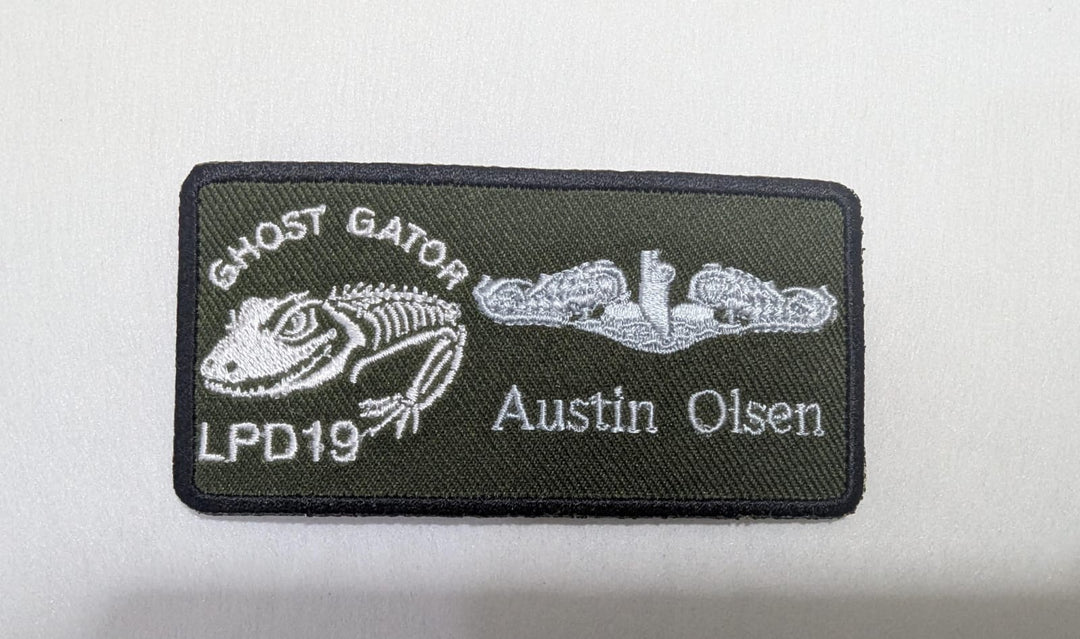 GHOST GATOR
LPD19
Austin Olsen